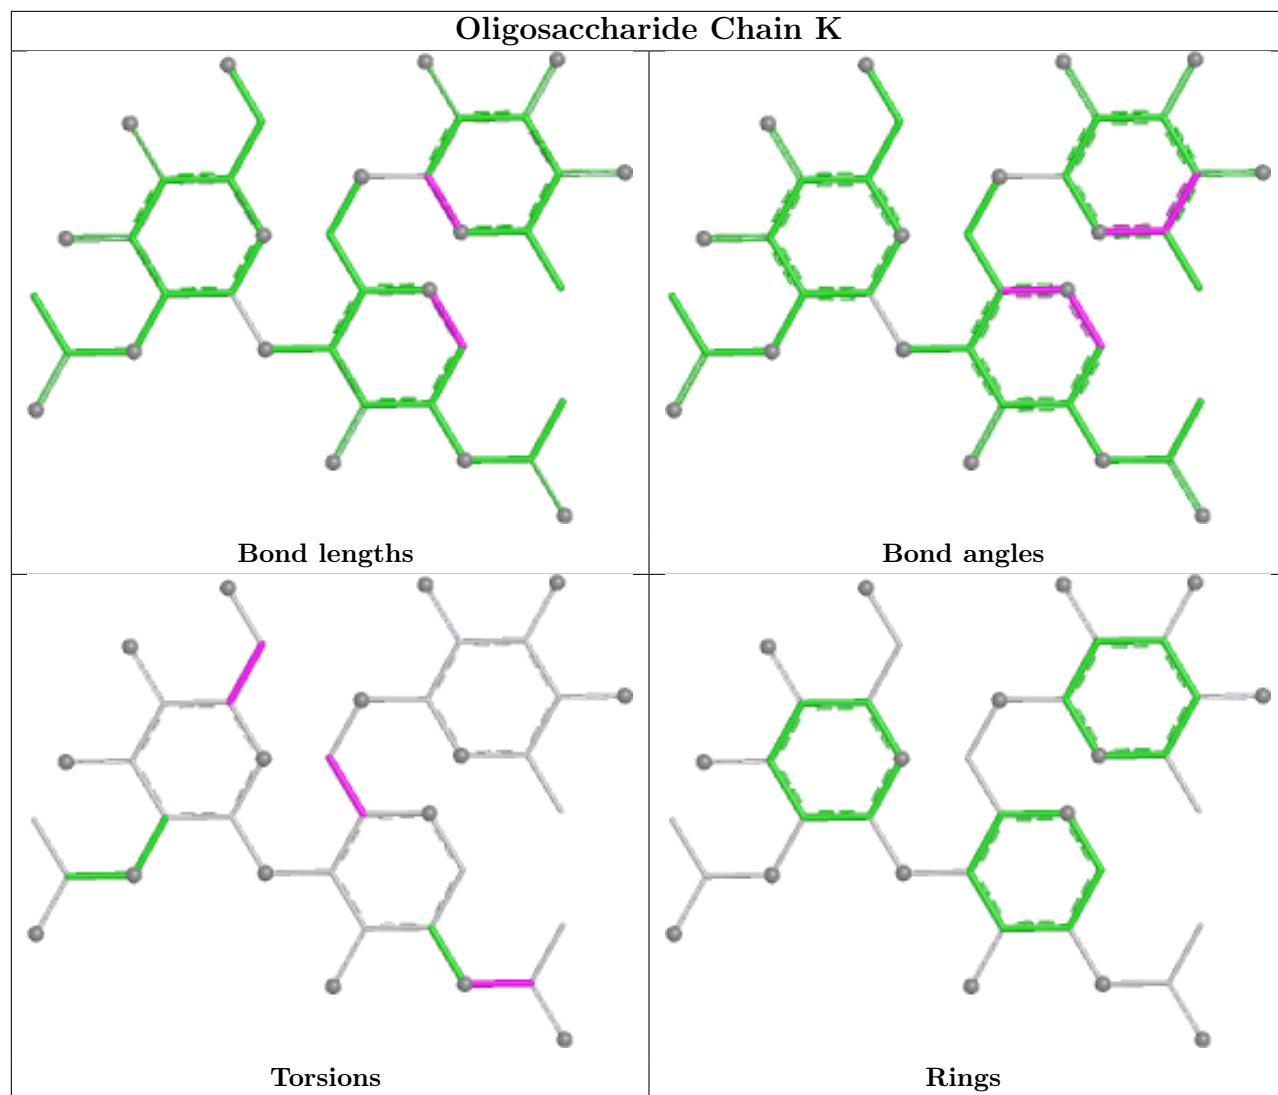 Oligosaccharide Chain K
Bond lengths
Bond angles
Torsions
Rings